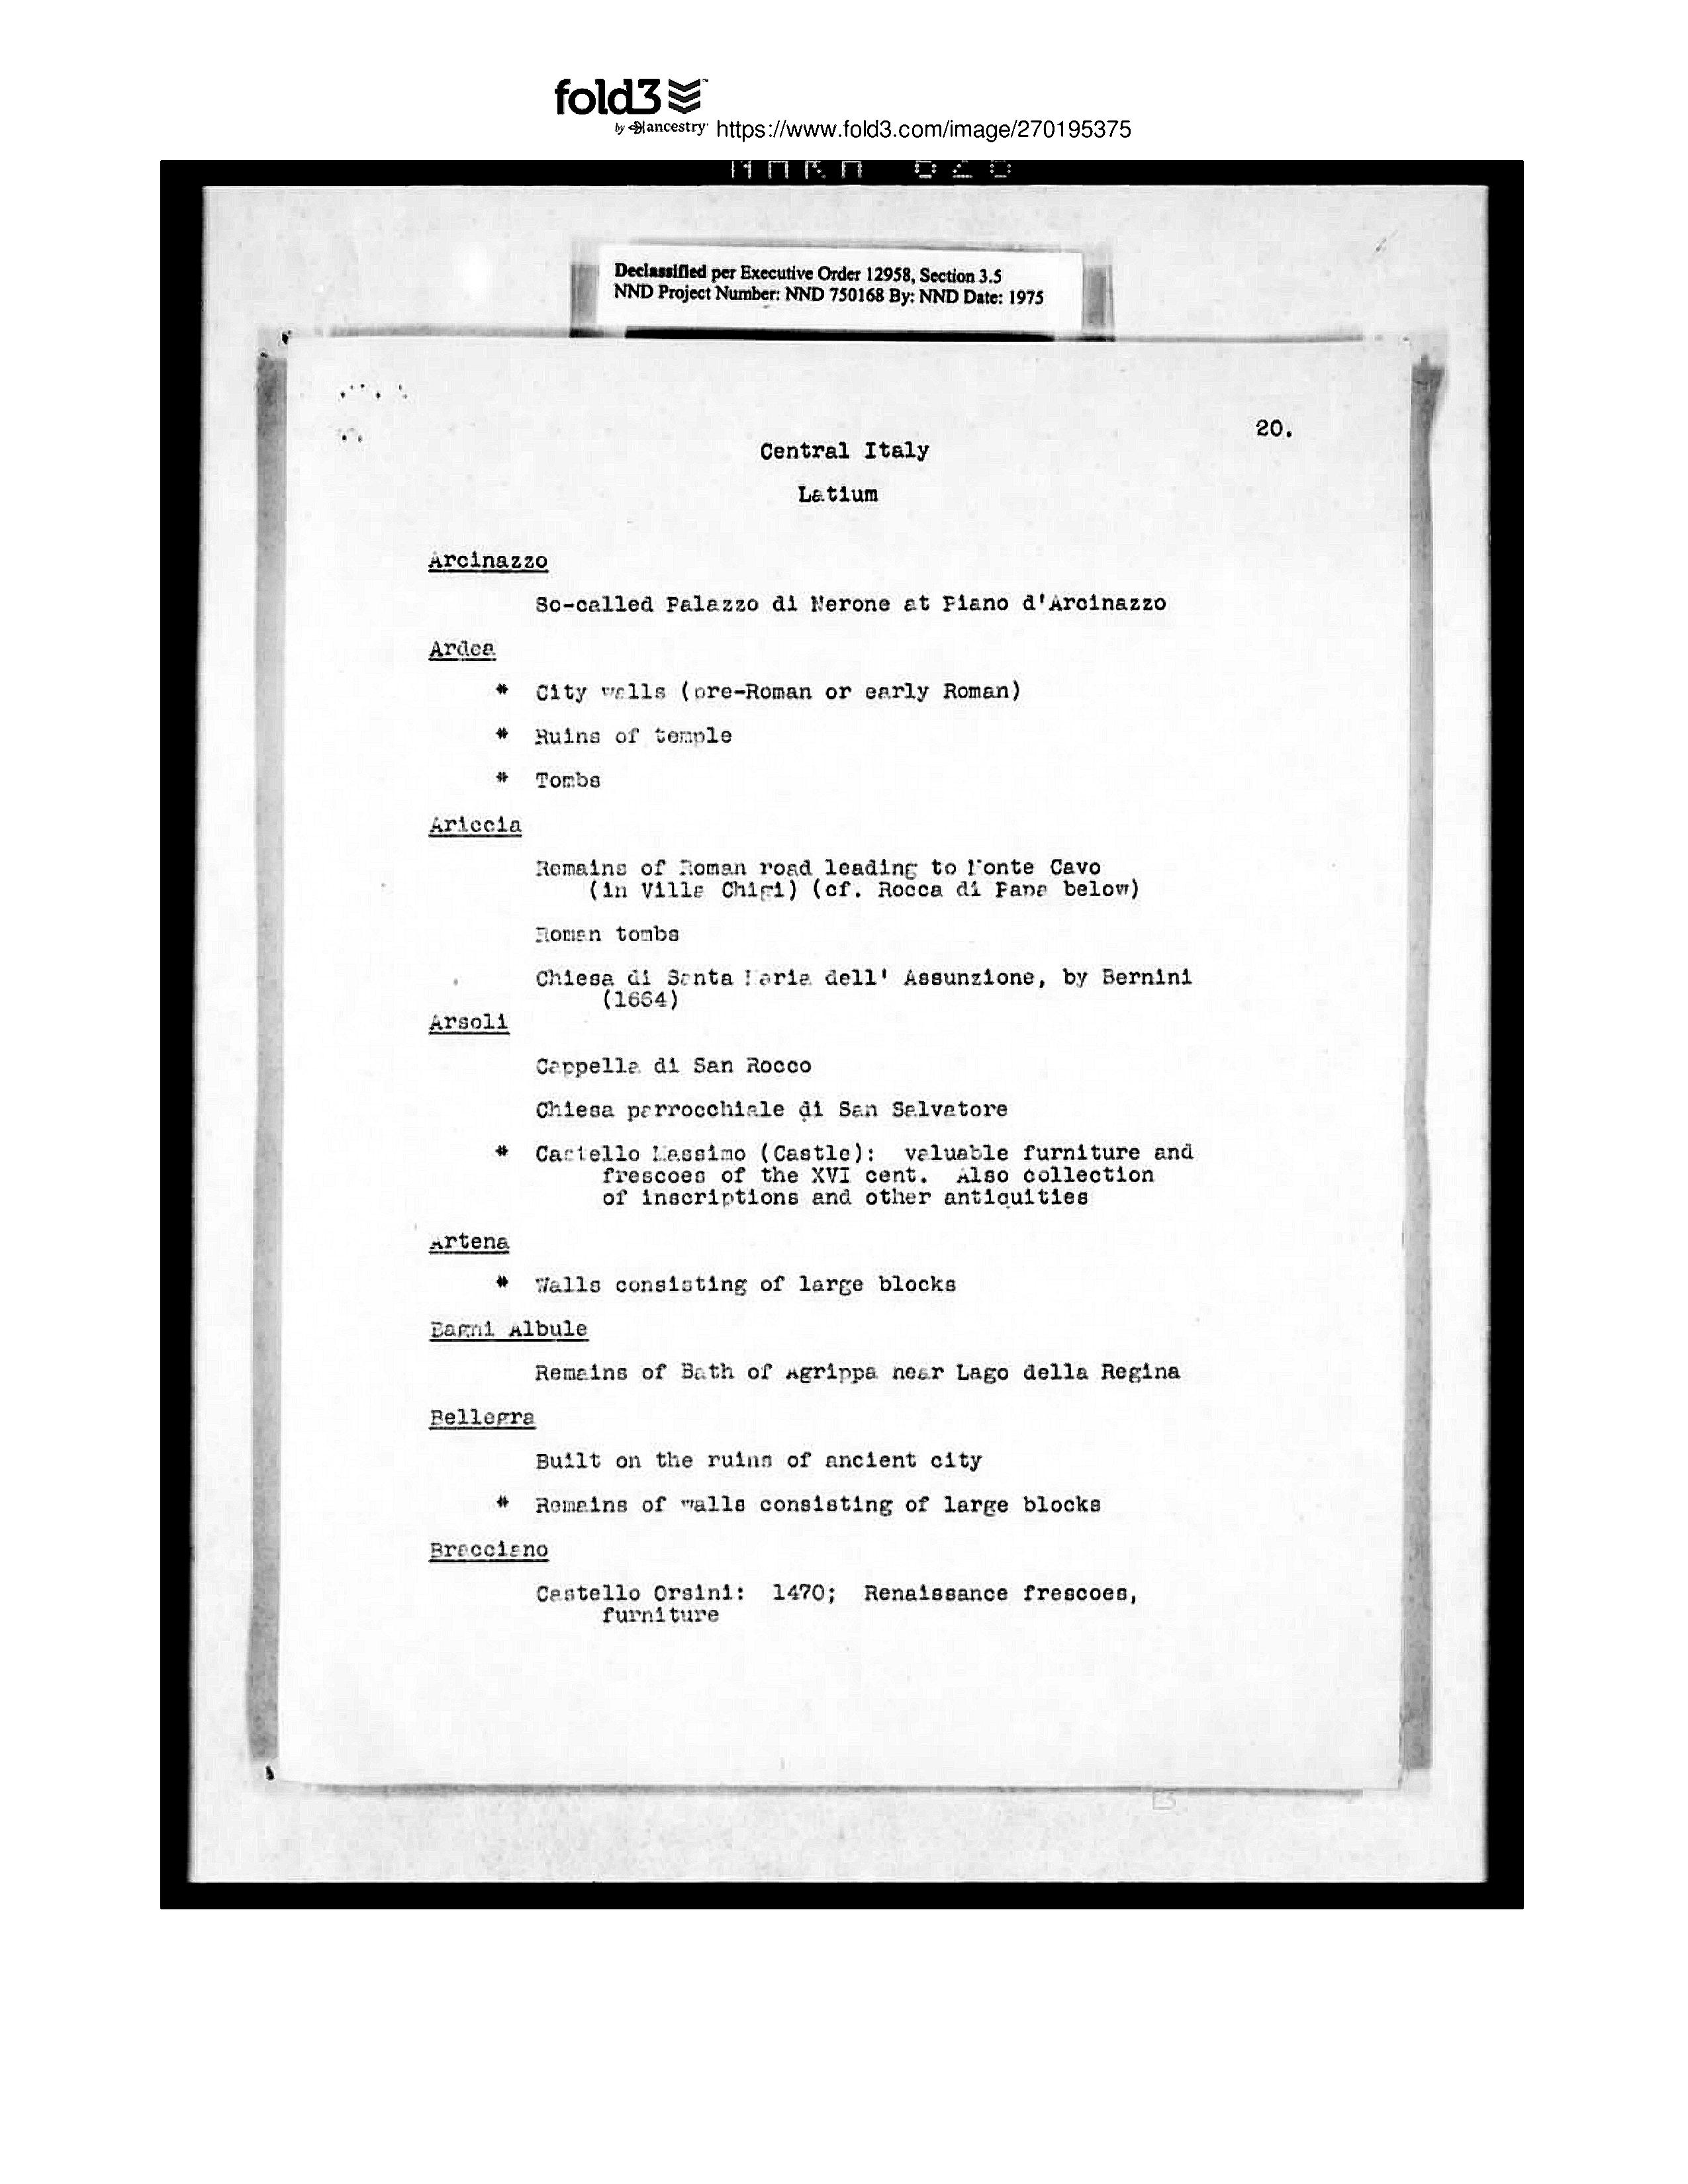 fold3
by ancestry https://www.fold3.com/image/270195375
Declassified per Executive Order 12958, Section 3.5
NND Project Number: NND 750168 By: NND Date: 1975
20.
Central Italy
Latium
Arcinazzo
So-called Palazzo di Nerone at Piano d'Arcinazzo
Ardea
* City walls (pre-Roman or early Roman)
* Ruins of temple
* Tombs
Ariccia
Remains of Roman road leading to Monte Cavo
(in Villa Chigi) (cf. Rocca di Papa below)
Roman tombs
Chiesa di Santa Maria dell' Assunzione, by Bernini
(1664)
Arsoli
Cappella di San Rocco
Chiesa parrocchiale di San Salvatore
* Castello Massimo (Castle): valuable furniture and
frescoes of the XVI cent. Also collection
of inscriptions and other antiquities
Artena
* Walls consisting of large blocks
Bagni Albule
Remains of Bath of Agrippa near Lago della Regina
Bellegra
Built on the ruins of ancient city
* Remains of walls consisting of large blocks
Bracciano
Castello Orsini: 1470; Renaissance frescoes,
furniture